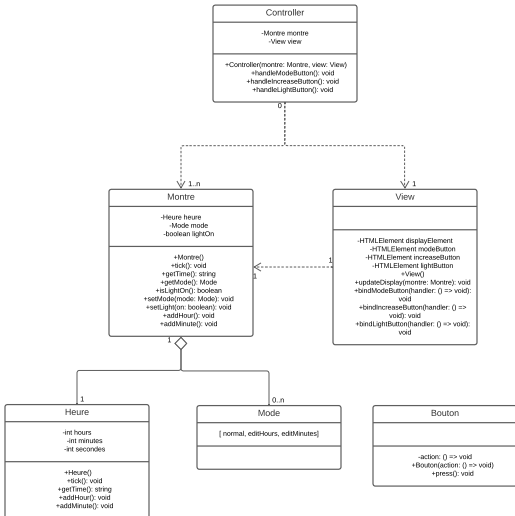 Controller
-Montre montre
-View view
+Controller(montre: Montre, view: View)
+handleModeButton(): void
+handleIncreaseButton(): void
+handleLightButton(): void
0
1..n
1
Montre
-Heure heure
-Mode mode
-boolean lightOn
+Montre()
+tick(): void
+getTime(): string
+getMode(): Mode
+isLightOn(): boolean
+setMode(mode: Mode): void
+setLight(on: boolean): void
+addHour(): void
+addMinute(): void
View
-HTMLElement displayElement
-HTMLElement modeButton
-HTMLElement increaseButton
-HTMLElement lightButton
+View()
+updateDisplay(montre: Montre): void
+bindModeButton(handler: () => void):
void
+bindIncreaseButton(handler: () =>
void): void
+bindLightButton(handler: () => void):
void
1
1
1
1
0..n
Heure
-int hours
-int minutes
-int secondes
+Heure()
+tick(): void
+getTime(): string
+addHour(): void
+addMinute(): void
Mode
[ normal, editHours, editMinutes]
Bouton
-action: () => void
+Bouton(action: () => void)
+press(): void